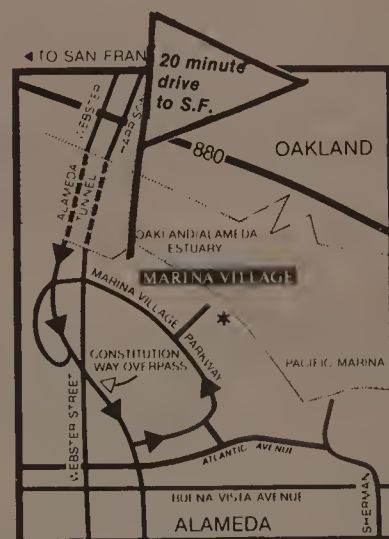 TO SAN FRAN
20 minute
drive
to S.F.
WEBSTER
HARRISON
880
OAKLAND
ALAMEDA
TUNNEL
OAKLAND/ALAMEDA
ESTUARY
MARINA VILLAGE
MARINA VILLAGE
PARKWAY
CONSTITUTION
WAY OVERPASS
PACIFIC MARINA
WEBSTER STREET
ATLANTIC AVENUE
BUENA VISTA AVENUE
SHERMAN
ALAMEDA